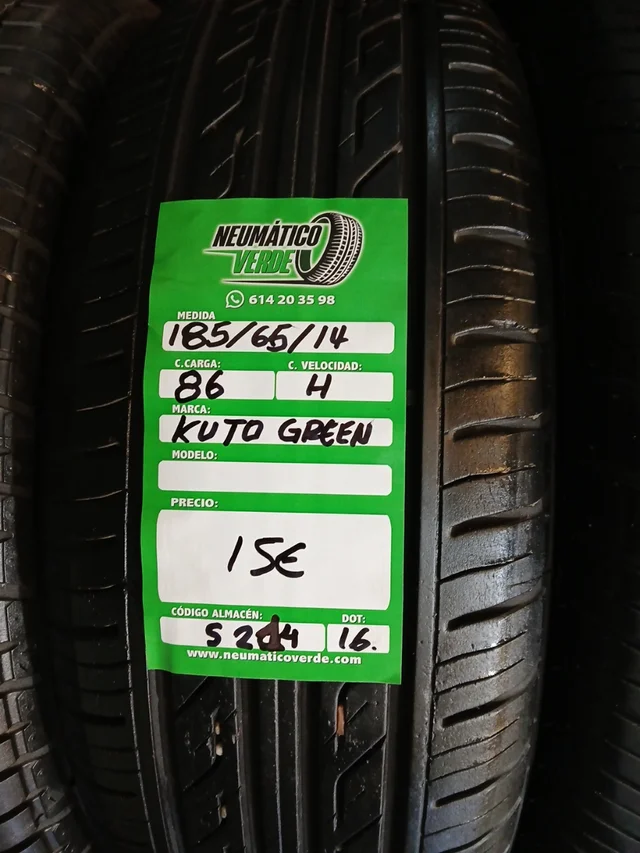 NEUMÁTICO
VERDE
614 20 35 98
MEDIDA
185/65/14
C.CARGA: C. VELOCIDAD:
86 H
MARCA:
KUTO GREEN
MODELO:
PRECIO:
15€
CÓDIGO ALMACÉN: DOT:
16.
www.neumaticoverde.com